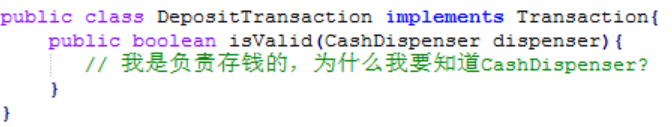 public class DepositTransaction implements Transaction{
public boolean isValid(CashDispenser dispenser){
// 我是负责存钱的，为什么我要知道CashDispenser?
}
}